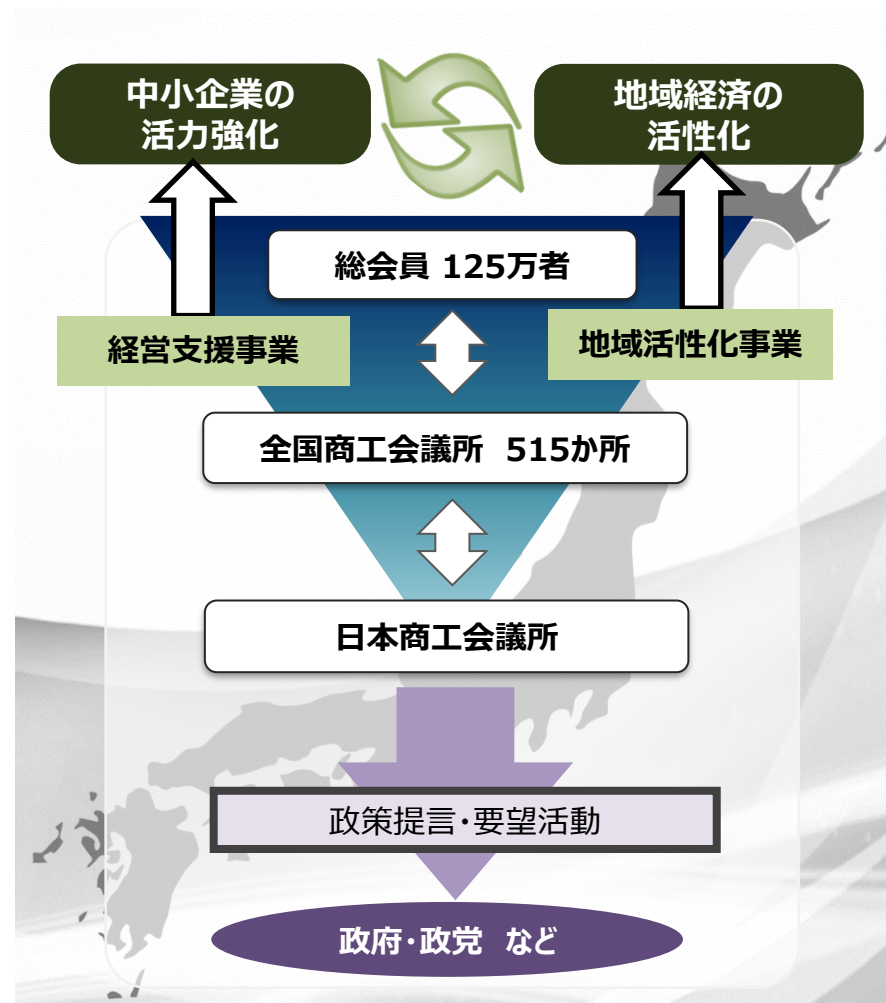 中小企業の
活力強化
地域経済の
活性化
総会員 125万者
経営支援事業
地域活性化事業
全国商工会議所 515か所
日本商工会議所
政策提言・要望活動
政府・政党 など